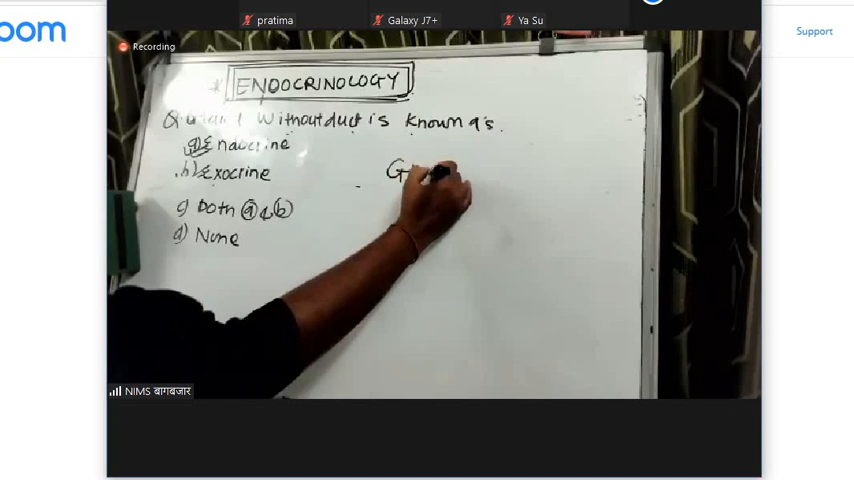 pratima
Galaxy J7+
Ya Su
oom
Support
Recording
ENDOCRINOLOGY
Without duct is known as.
a) Endocrine
b) Exocrine
c) both (a) & (b)
d) None
G
NIMS बागबजार